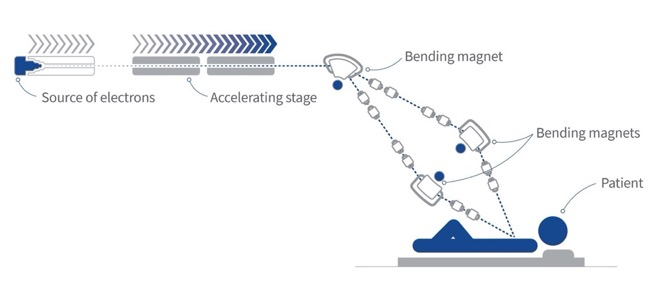 Bending magnet
Source of electrons
Accelerating stage
Bending magnets
Patient